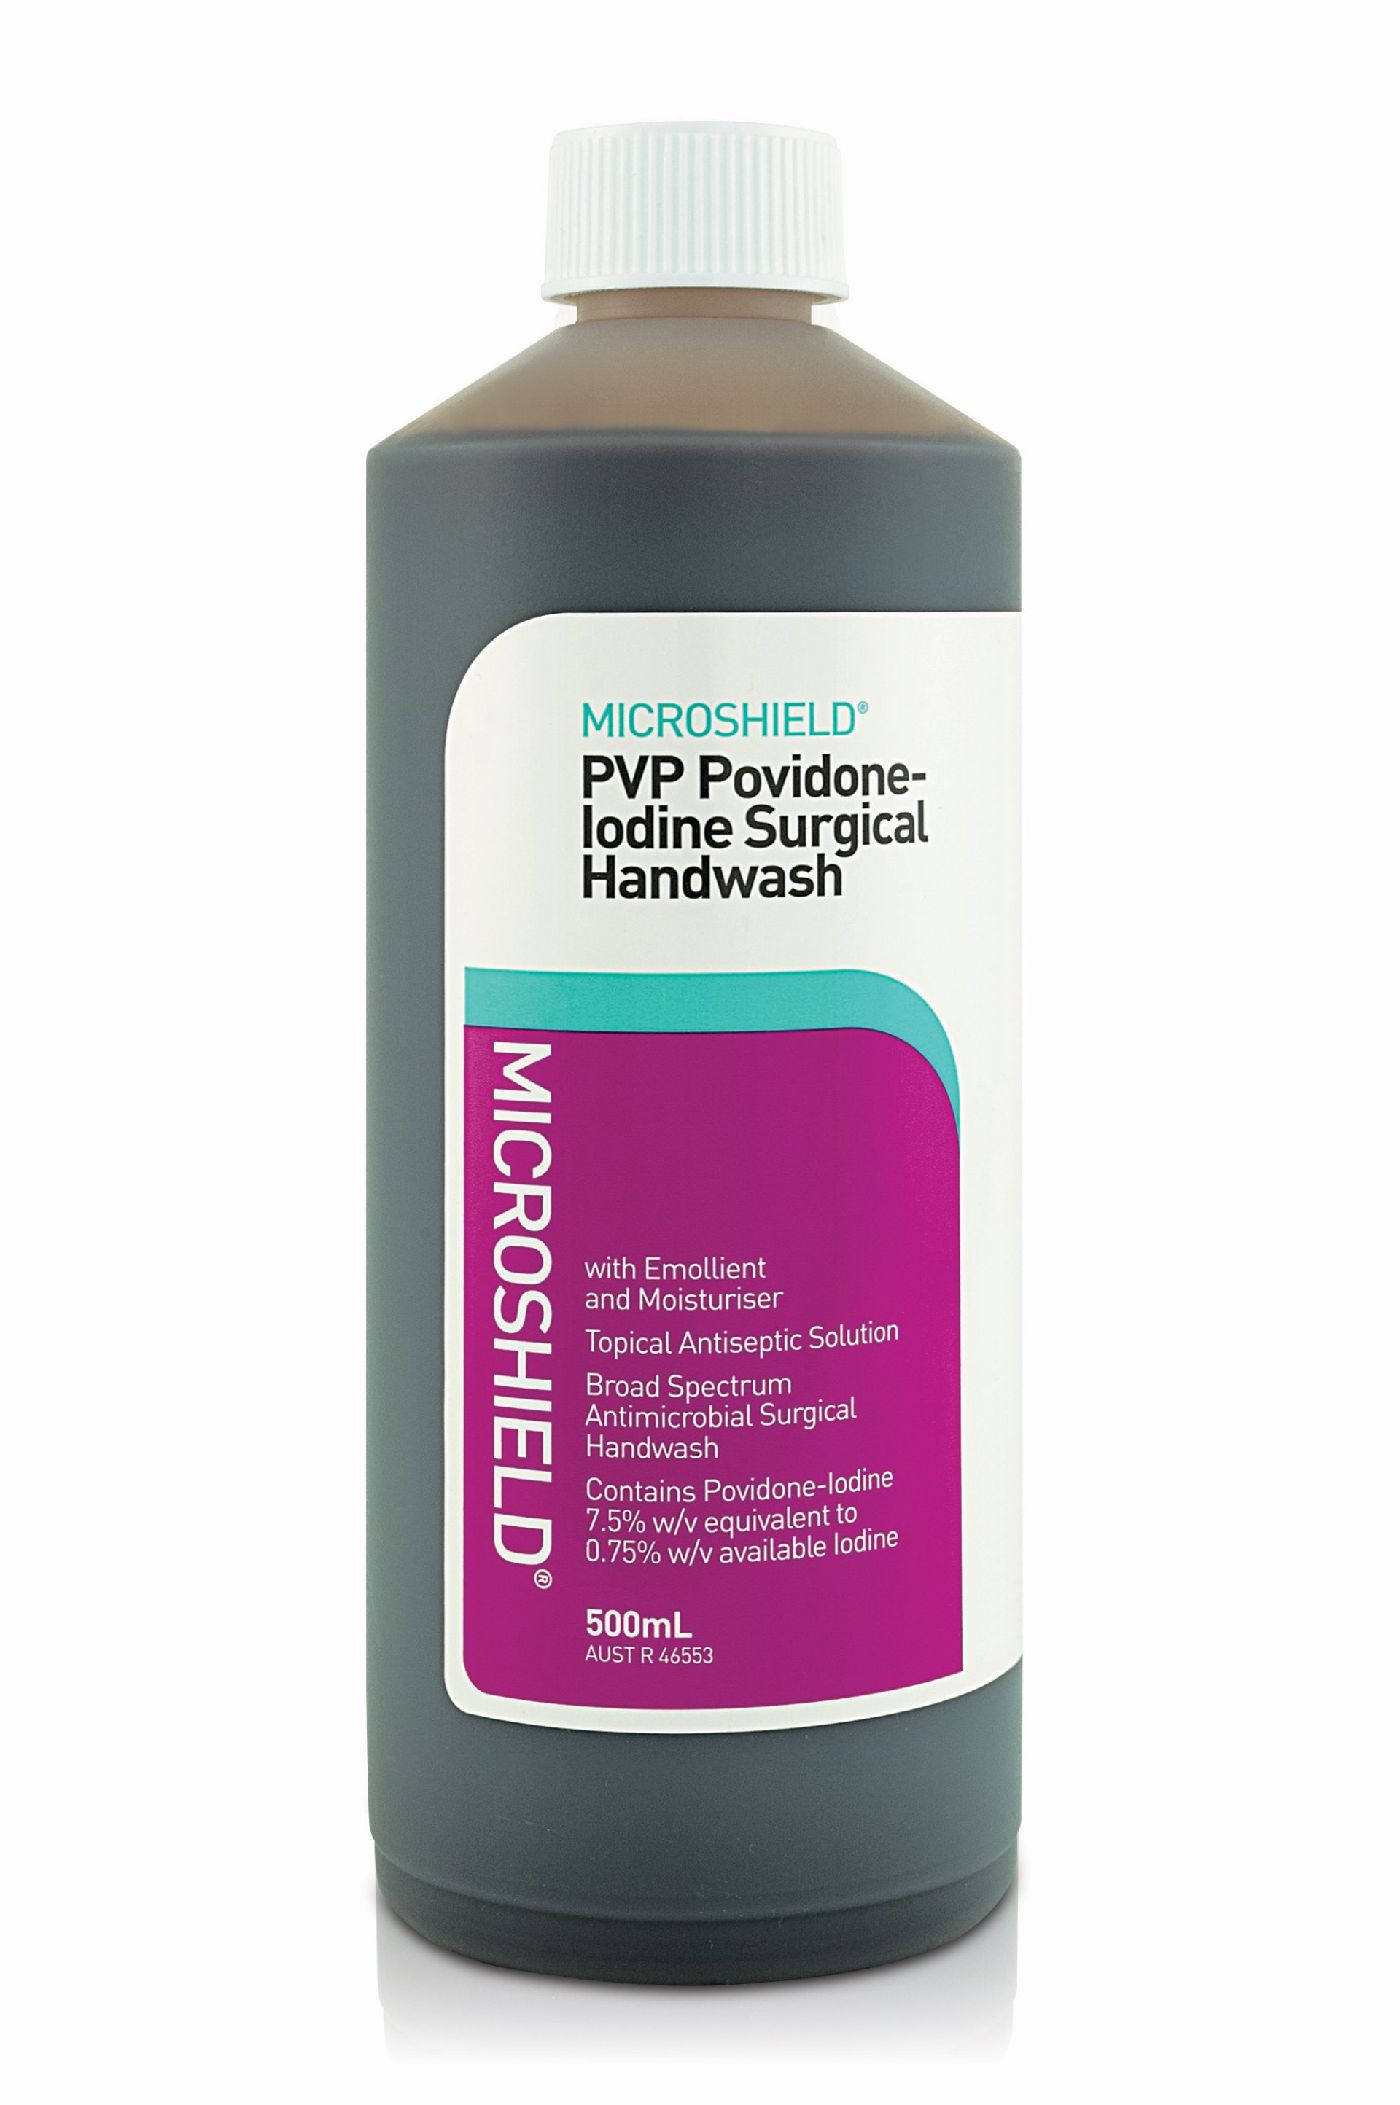 MICROSHIELD®
PVP Povidone-
Iodine Surgical
Handwash
MICROSHIELD®
with Emollient
and Moisturiser
Topical Antiseptic Solution
Broad Spectrum
Antimicrobial Surgical
Handwash
Contains Povidone-Iodine
7.5% w/v equivalent to
0.75% w/v available Iodine
500mL
AUST R 46553